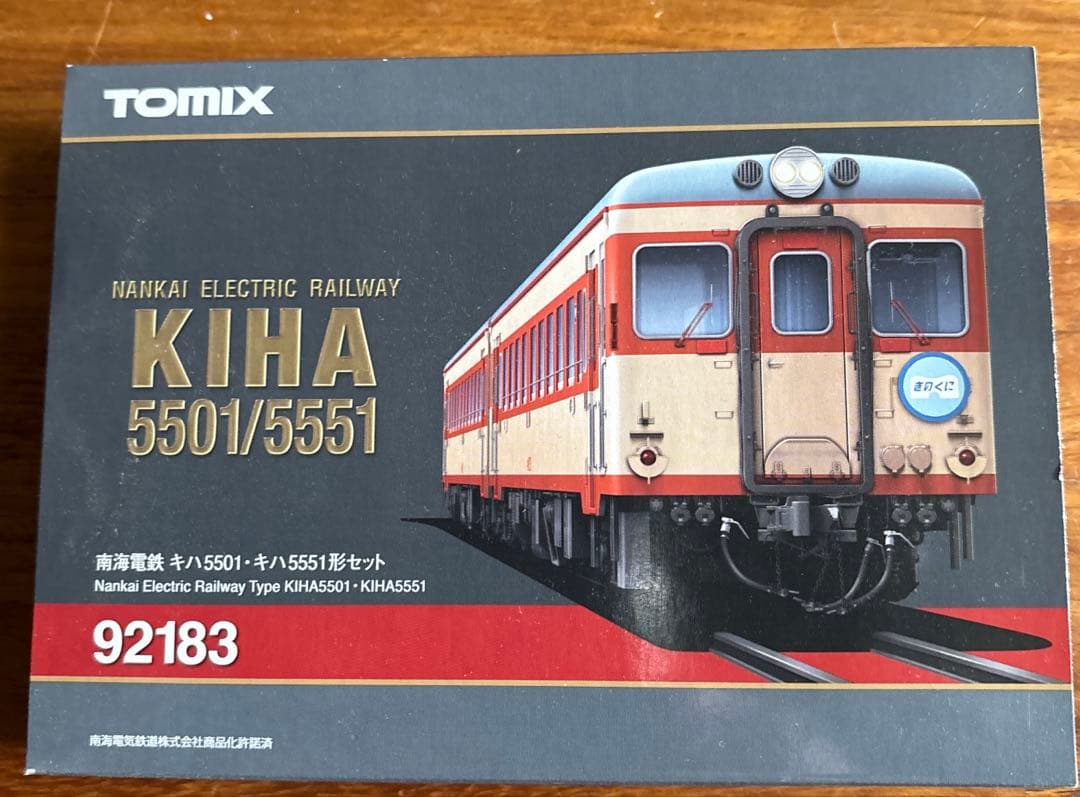 TOMIX
NANKAI ELECTRIC RAILWAY
KIHA
5501/5551
きのくに
南海電鉄 キハ5501・キハ5551形セット
Nankai Electric Railway Type KIHA5501・KIHA5551
92183
南海電気鉄道株式会社商品化許諾済